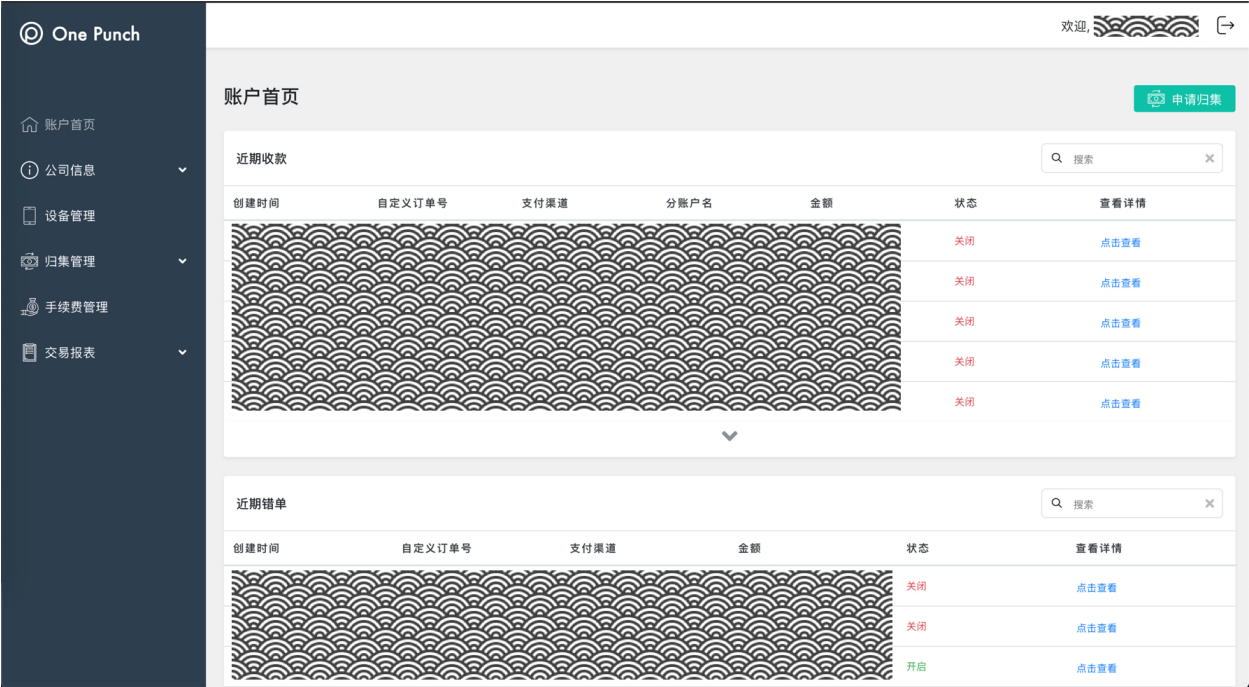 One Punch
欢迎,
账户首页
公司信息
设备管理
归集管理
手续费管理
交易报表
账户首页
申请归集
近期收款
搜索
创建时间 自定义订单号 支付渠道 分账户名 金额 状态 查看详情
关闭 点击查看
关闭 点击查看
关闭 点击查看
关闭 点击查看
关闭 点击查看
近期错单
搜索
创建时间 自定义订单号 支付渠道 金额 状态 查看详情
关闭 点击查看
关闭 点击查看
开启 点击查看